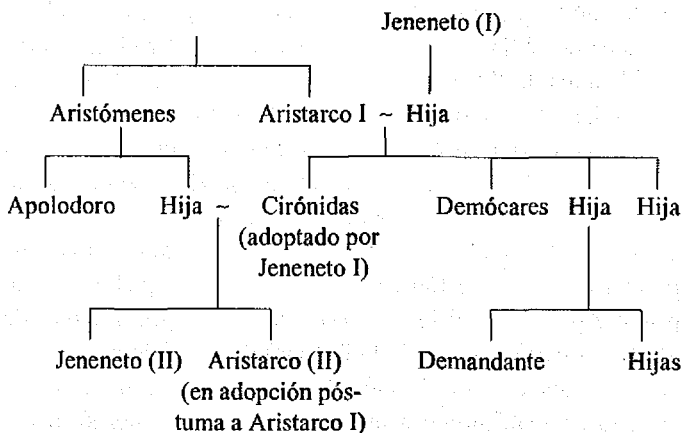 Jeneneto (I)
Aristómenes Aristarco I ~ Hija
Apolodoro Hija ~ Cirónidas Demócares Hija Hija
(adoptado por
Jeneneto I)
Jeneneto (II) Aristarco (II) Demandante Hijas
(en adopción pós-
tuma a Aristarco I)